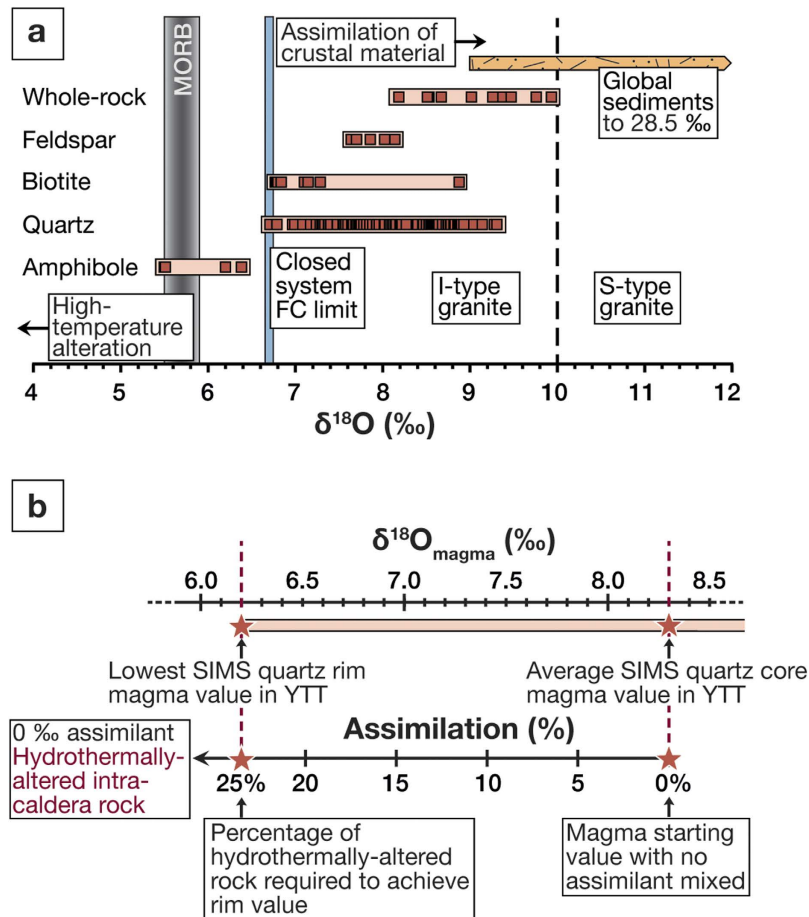 a
MORB
Assimilation of
crustal material
Whole-rock
Global
sediments
to 28.5 ‰
Feldspar
Biotite
Quartz
Amphibole
Closed
system
FC limit
I-type
granite
S-type
granite
High-
temperature
alteration
4 5 6 7 8 9 10 11 12
δ¹⁸O (‰)
b
δ¹⁸Omagma (‰)
6.0 6.5 7.0 7.5 8.0 8.5
Lowest SIMS quartz rim
magma value in YTT
Average SIMS quartz core
magma value in YTT
0 ‰ assimilant
Hydrothermally-
altered intra-
caldera rock
Assimilation (%)
25% 20 15 10 5 0%
Percentage of
hydrothermally-altered
rock required to achieve
rim value
Magma starting
value with no
assimilant mixed